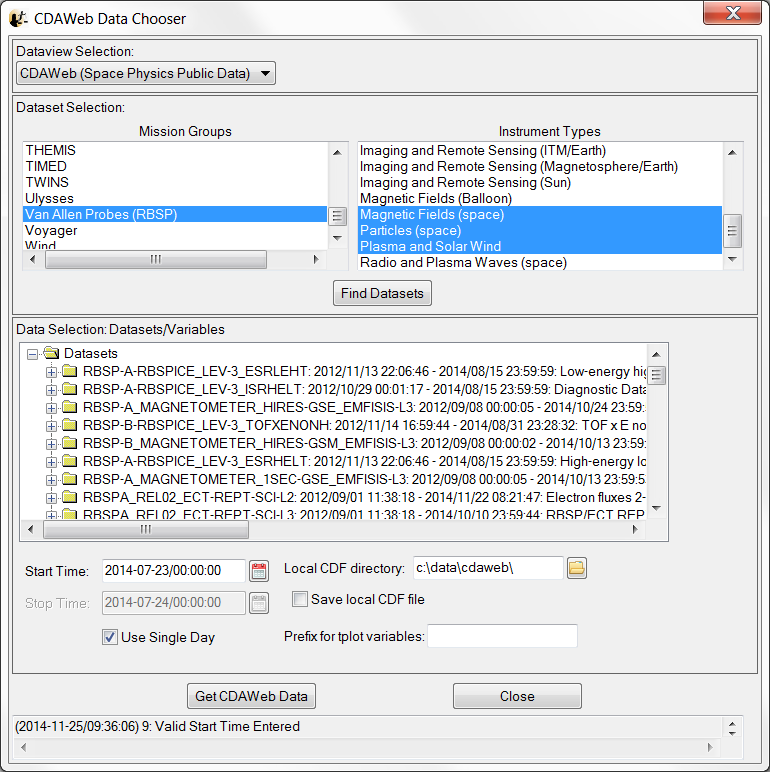 CDAWeb Data Chooser
Dataview Selection:
CDAWeb (Space Physics Public Data)
Dataset Selection:
Mission Groups
THEMIS
TIMED
TWINS
Ulysses
Van Allen Probes (RBSP)
Voyager
Wind
Instrument Types
Imaging and Remote Sensing (ITM/Earth)
Imaging and Remote Sensing (Magnetosphere/Earth)
Imaging and Remote Sensing (Sun)
Magnetic Fields (Balloon)
Magnetic Fields (space)
Particles (space)
Plasma and Solar Wind
Radio and Plasma Waves (space)
Find Datasets
Data Selection: Datasets/Variables
Datasets
RBSP-A-RBSPICE_LEV-3_ESRLEHT: 2012/11/13 22:06:46 - 2014/08/15 23:59:59: Low-energy hig
RBSP-A-RBSPICE_LEV-3_ISRHELT: 2012/10/29 00:01:17 - 2014/08/15 23:59:59: Diagnostic Data
RBSP-A_MAGNETOMETER_HIRES-GSE_EMFISIS-L3: 2012/09/08 00:00:05 - 2014/10/24 23:59:
RBSP-B-RBSPICE_LEV-3_TOFXENONH: 2012/11/14 16:59:44 - 2014/08/31 23:28:32: TOF x E no
RBSP-B_MAGNETOMETER_HIRES-GSM_EMFISIS-L3: 2012/09/08 00:00:02 - 2014/10/13 23:59:
RBSP-A-RBSPICE_LEV-3_ESRHELT: 2012/11/13 22:06:46 - 2014/08/15 23:59:59: High-energy lo
RBSP-A_MAGNETOMETER_1SEC-GSE_EMFISIS-L3: 2012/09/08 00:00:05 - 2014/10/24 23:5
RBSPA_REL02_ECT-REPT-SCI-L2: 2012/09/01 11:38:18 - 2014/11/22 08:21:47: Electron fluxes 2-
RBSPA_REL02_ECT-REPT-SCI-L3: 2012/09/01 11:38:18 - 2014/10/10 23:59:44: RBSP/ECT REP
Start Time: 2014-07-23/00:00:00
Stop Time: 2014-07-24/00:00:00
Use Single Day
Local CDF directory: c:\data\cdaweb\
Save local CDF file
Prefix for tplot variables:
Get CDAWeb Data
Close
(2014-11-25/09:36:06) 9: Valid Start Time Entered